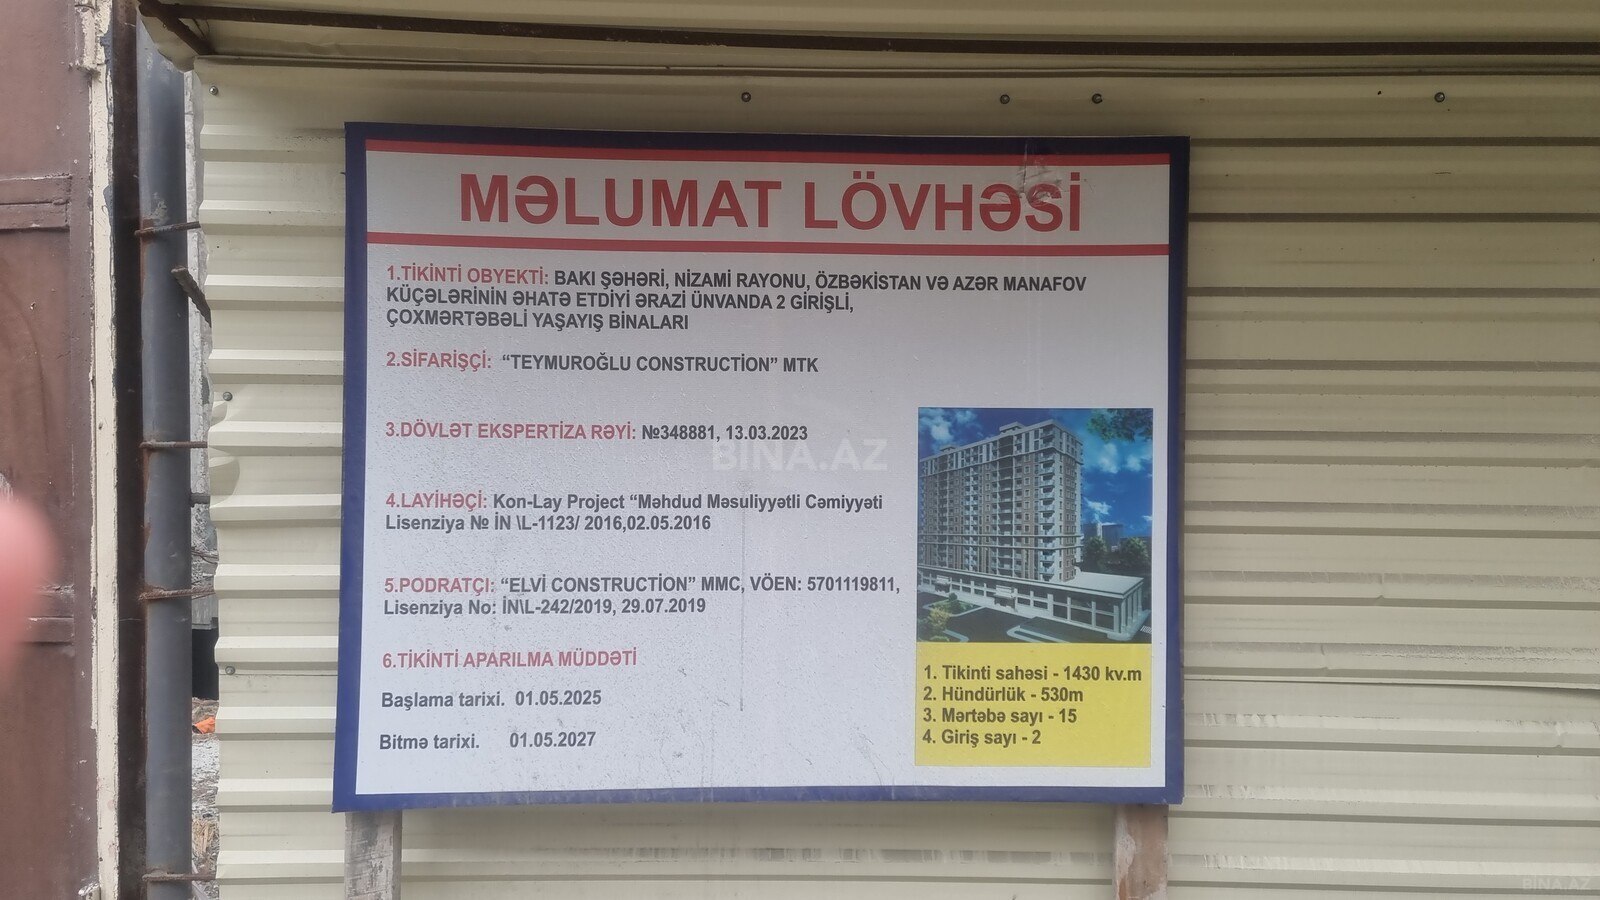 MƏLUMAT LÖVHƏSİ
1.TİKİNTİ OBYEKTİ: BAKI ŞƏHƏRİ, NİZAMİ RAYONU, ÖZBƏKİSTAN VƏ AZƏR MANAFOV
KÜÇƏLƏRİNİN ƏHATƏ ETDİYİ ƏRAZİ ÜNVANDA 2 GİRİŞLİ,
ÇOXMƏRTƏBƏLİ YAŞAYIŞ BİNALARI
2.SİFARİŞÇİ: “TEYMUROĞLU CONSTRUCTİON” MTK
3.DÖVLƏT EKSPERTİZA RƏYİ: №348881, 13.03.2023
BINA.AZ
4.LAYİHƏÇİ: Kon-Lay Project “Məhdud Məsuliyyətli Cəmiyyəti
Lisenziya № İN \L-1123/ 2016,02.05.2016
5.PODRATÇI: “ELVİ CONSTRUCTİON” MMC, VÖEN: 5701119811,
Lisenziya No: İN\L-242/2019, 29.07.2019
6.TİKİNTİ APARILMA MÜDDƏTİ
Başlama tarixi. 01.05.2025
Bitmə tarixi. 01.05.2027
1. Tikinti sahəsi - 1430 kv.m
2. Hündürlük - 530m
3. Mərtəbə sayı - 15
4. Giriş sayı - 2
BINA.AZ